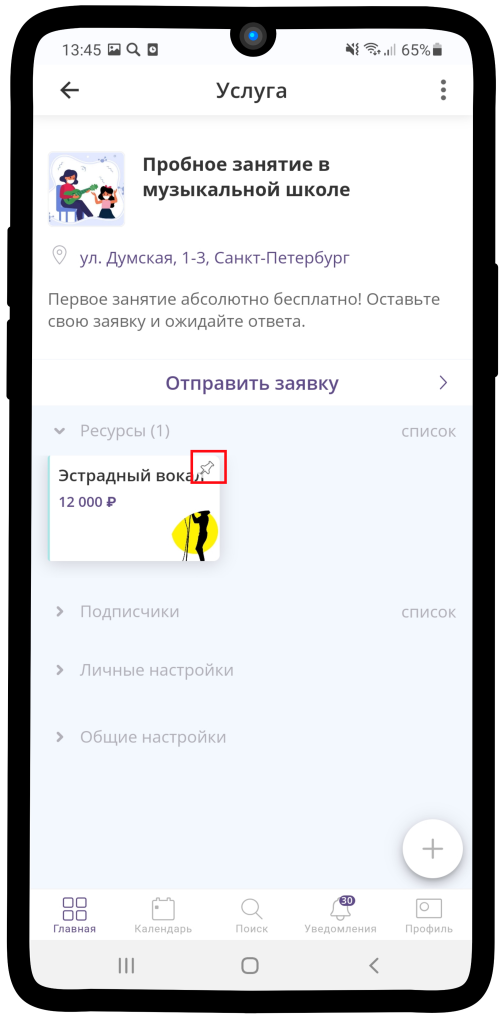 13:45 65%
Услуга
Пробное занятие в
музыкальной школе
ул. Думская, 1-3, Санкт-Петербург
Первое занятие абсолютно бесплатно! Оставьте
свою заявку и ожидайте ответа.
Отправить заявку
Ресурсы (1) список
Эстрадный вокал
12 000 ₽
Подписчики список
Личные настройки
Общие настройки
30
Главная Календарь Поиск Уведомления Профиль